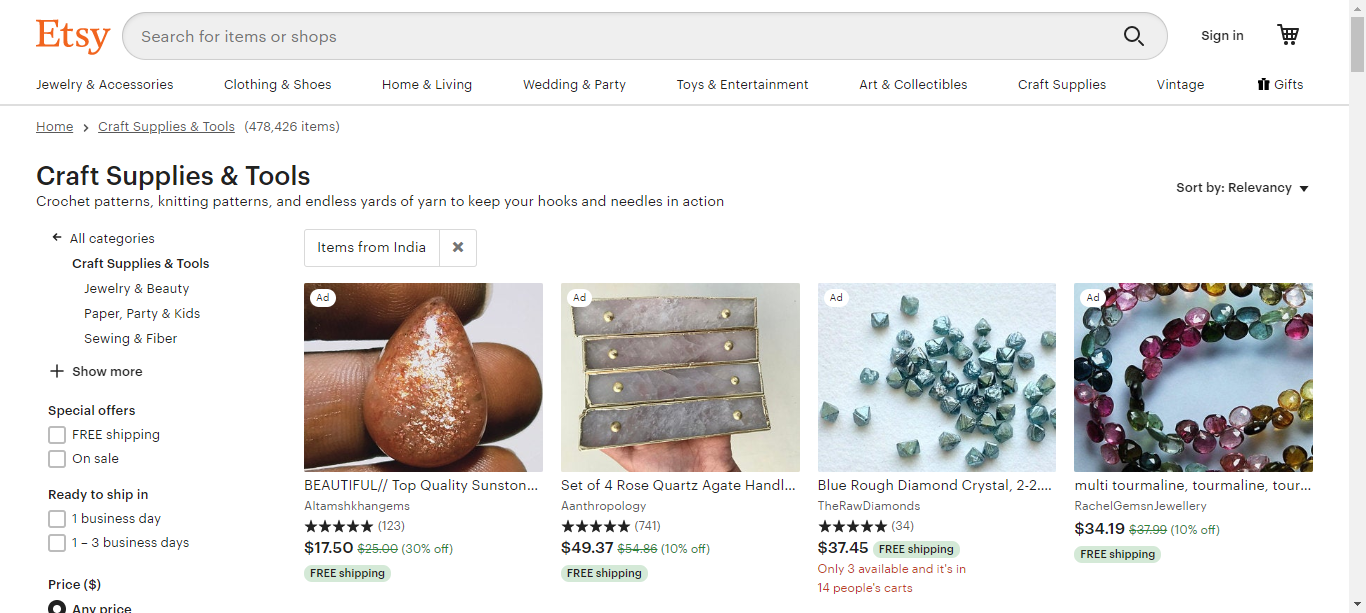 Etsy
Search for items or shops
Sign in
Jewelry & Accessories Clothing & Shoes Home & Living Wedding & Party Toys & Entertainment Art & Collectibles Craft Supplies Vintage Gifts
Home > Craft Supplies & Tools (478,426 items)
Craft Supplies & Tools
Crochet patterns, knitting patterns, and endless yards of yarn to keep your hooks and needles in action
Sort by: Relevancy
All categories
Craft Supplies & Tools
Jewelry & Beauty
Paper, Party & Kids
Sewing & Fiber
Show more
Special offers
FREE shipping
On sale
Ready to ship in
1 business day
1 – 3 business days
Price ($)
Any price
Items from India
Ad
BEAUTIFUL// Top Quality Sunston...
Altamshkhangems
(123)
$17.50 $25.00 (30% off)
FREE shipping
Ad
Set of 4 Rose Quartz Agate Handl...
Aanthropology
(741)
$49.37 $54.86 (10% off)
FREE shipping
Ad
Blue Rough Diamond Crystal, 2-2....
TheRawDiamonds
(34)
$37.45 FREE shipping
Only 3 available and it's in
14 people's carts
Ad
multi tourmaline, tourmaline, tour...
RachelGemsnJewellery
$34.19 $37.99 (10% off)
FREE shipping